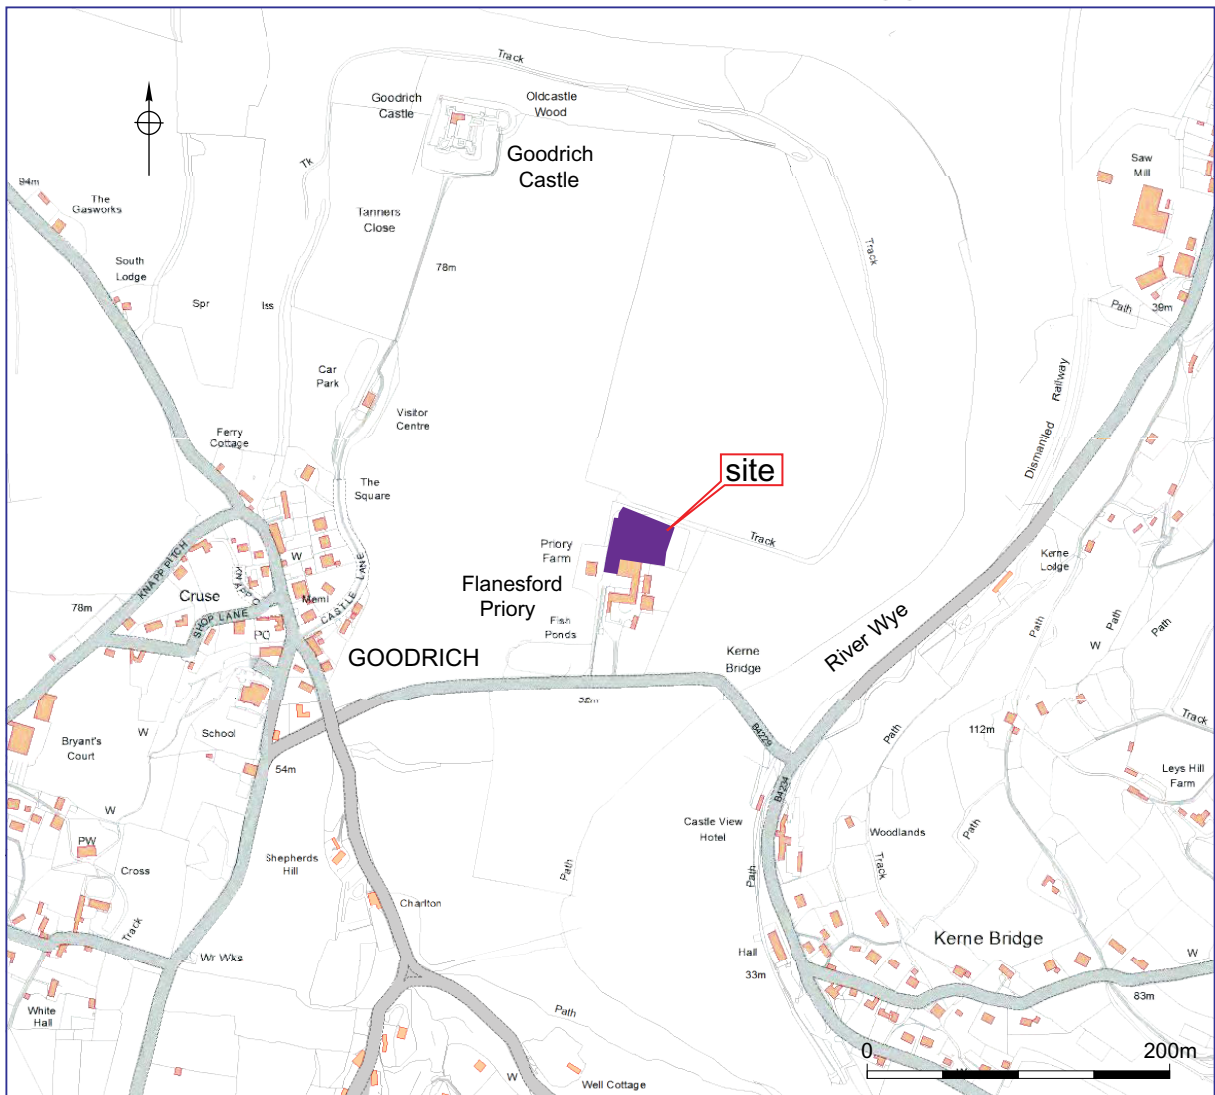 Track
Goodrich
Castle
Oldcastle
Wood
Goodrich
Castle
Saw
Mill
Tk
94m
The
Gasworks
Tanners
Close
Track
South
Lodge
78m
Spr
Iss
Path
39m
Car
Park
Dismantled Railway
Visitor
Centre
Ferry
Cottage
site
The
Square
Track
Priory
Farm
Kerne
Lodge
KNAPP PITCH
W
CASTLE LANE
Flanesford
Priory
Cruse
Meml
78m
SHOP LANE
PO
Fish
Ponds
Path
Path
Path
W
River Wye
GOODRICH
Kerne
Bridge
Track
School
W
Bryant's
Court
B4229
Path
112m
54m
Leys Hill
Farm
B4234
W
PW
Castle View
Hotel
Woodlands
Path
Shepherds
Hill
Cross
Path
Path
Track
Charlton
Track
Kerne Bridge
Hall
W
Wr Wks
33m
83m
White
Hall
Path
0
200m
W
W
Well Cottage